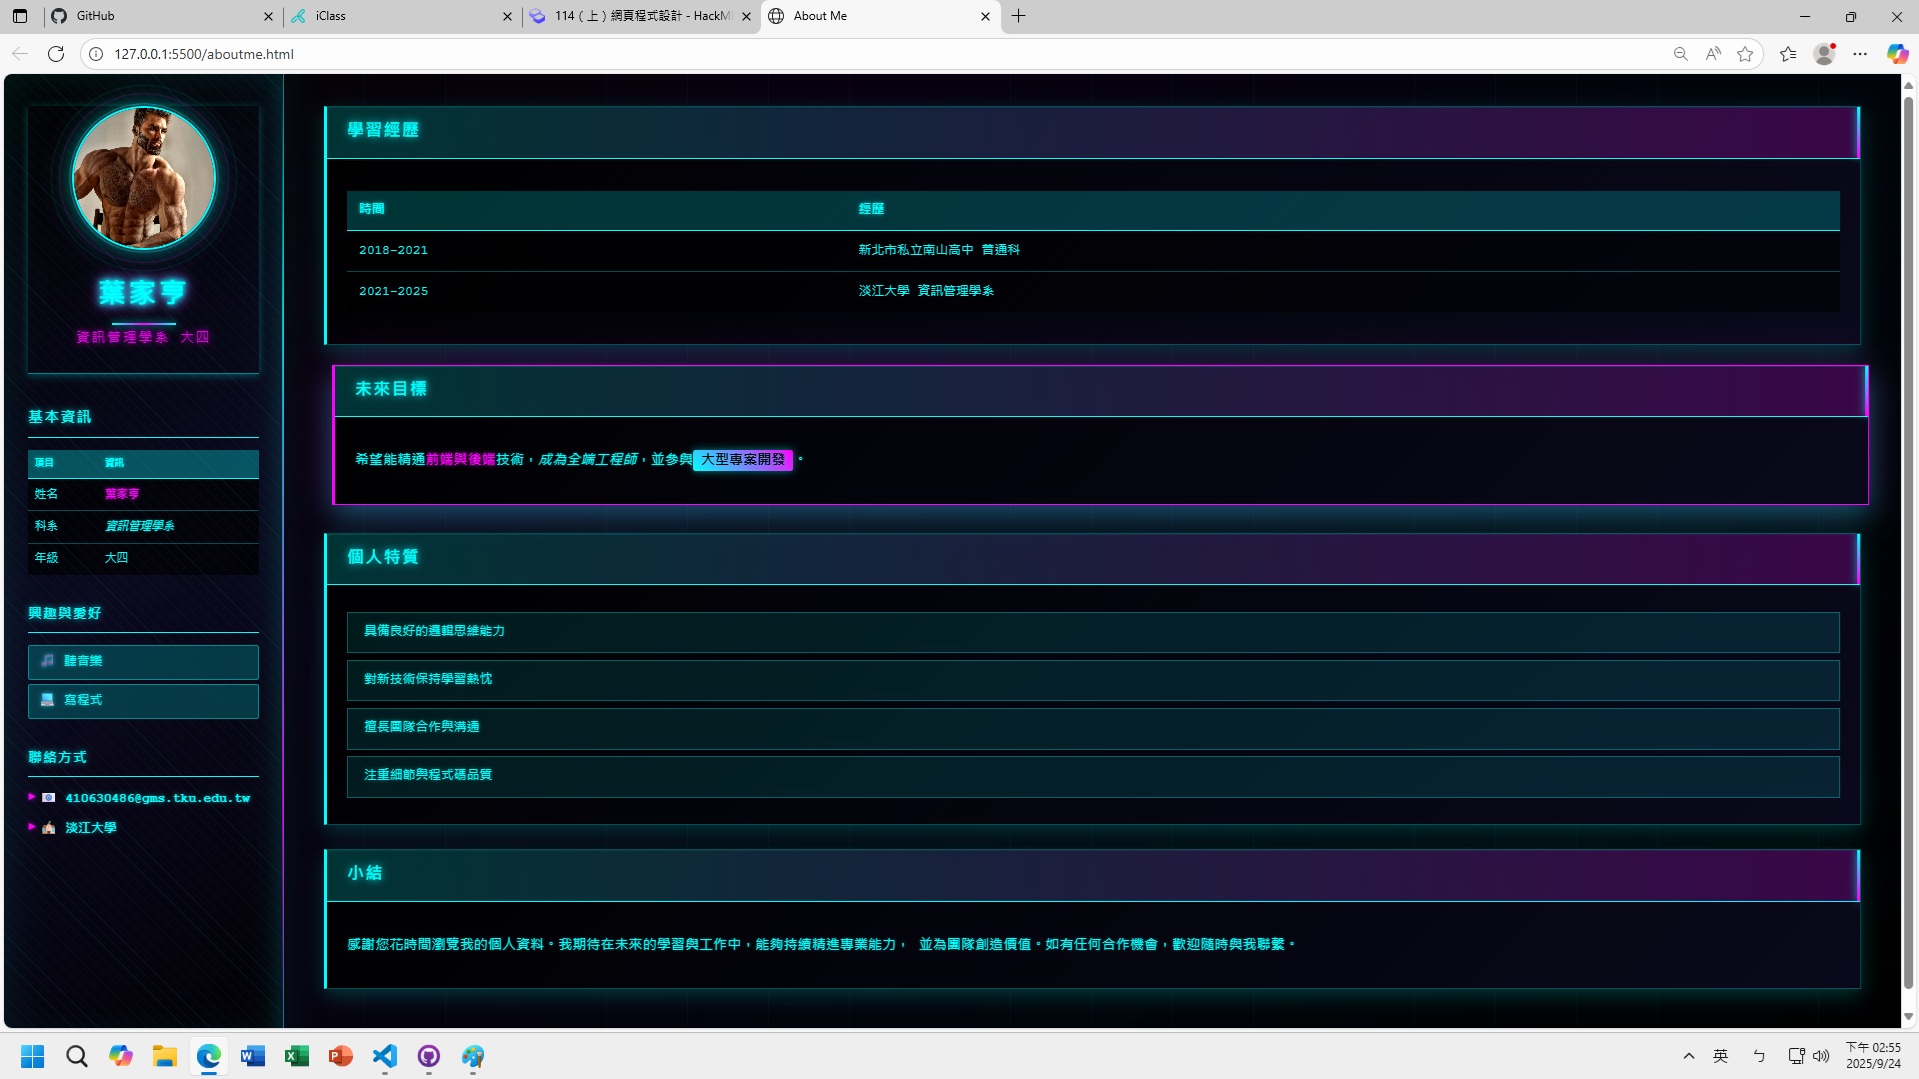 GitHub
iClass
114（上）網頁程式設計 - HackM
About Me
127.0.0.1:5500/aboutme.html
葉家亨
資訊管理學系 大四
基本資訊
項目 資訊
姓名 葉家亨
科系 資訊管理學系
年級 大四
興趣與愛好
聽音樂
寫程式
聯絡方式
410630486@gms.tku.edu.tw
淡江大學
學習經歷
時間 經歷
2018-2021 新北市私立南山高中 普通科
2021-2025 淡江大學 資訊管理學系
未來目標
希望能精通前端與後端技術，成為全端工程師，並參與 大型專案開發 。
個人特質
具備良好的邏輯思維能力
對新技術保持學習熱忱
擅長團隊合作與溝通
注重細節與程式碼品質
小結
感謝您花時間瀏覽我的個人資料。我期待在未來的學習與工作中，能夠持續精進專業能力， 並為團隊創造價值。如有任何合作機會，歡迎隨時與我聯繫。
英 ㄅ
下午 02:55
2025/9/24